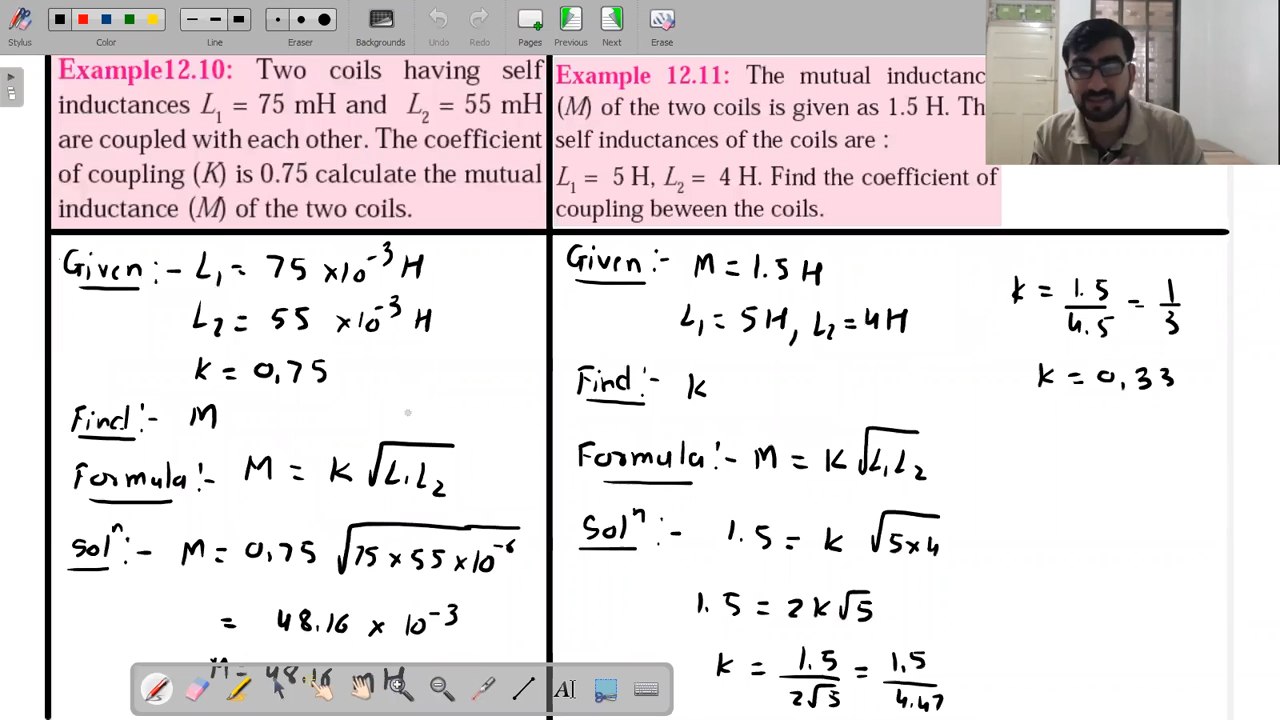 Stylus
Color
Line
Eraser
Backgrounds
Undo
Redo
Pages
Previous
Next
Erase
Example12.10: Two coils having self
inductances L₁ = 75 mH and L₂ = 55 mH
are coupled with each other. The coefficient
of coupling (K) is 0.75 calculate the mutual
inductance (M) of the two coils.
Given :- L₁ = 75 ×10⁻³ H
L₂ = 55 ×10⁻³ H
K = 0.75
Find :- M
Formula :- M = K √L₁L₂
Solⁿ :- M = 0.75 √75 × 55 × 10⁻⁶
= 48.16 × 10⁻³
M = 48.16 mH
Example 12.11: The mutual inductanc
(M) of the two coils is given as 1.5 H. Th
self inductances of the coils are :
L₁ = 5 H, L₂ = 4 H. Find the coefficient of
coupling beween the coils.
Given :- M = 1.5 H
L₁ = 5H, L₂ = 4H
Find :- K
Formula :- M = K √L₁L₂
Solⁿ :- 1.5 = K √5×4
1.5 = 2K√5
K = 1.5/2√5 = 1.5/4.47
K = 1.5/4.5 = 1/3
K = 0.33